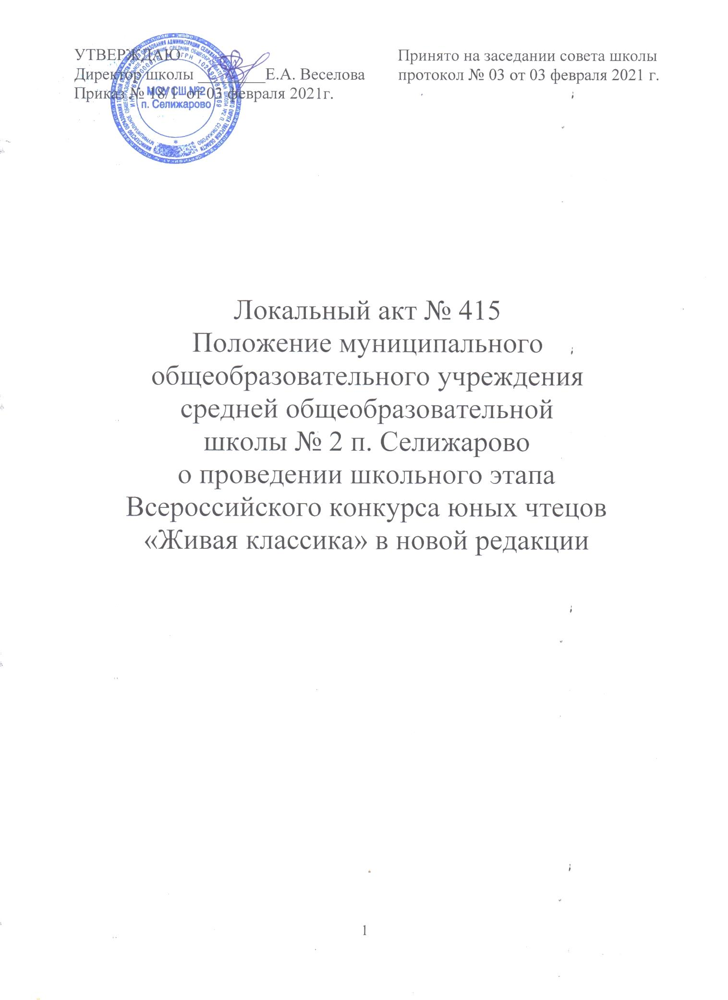 УТВЕРЖДАЮ
Директор школы ________Е.А. Веселова
Приказ № 18/1 от 03 февраля 2021г.
Принято на заседании совета школы
протокол № 03 от 03 февраля 2021 г.
МОУ СШ №2
п. Селижарово
Локальный акт № 415
Положение муниципального
общеобразовательного учреждения
средней общеобразовательной
школы № 2 п. Селижарово
о проведении школьного этапа
Всероссийского конкурса юных чтецов
«Живая классика» в новой редакции
1